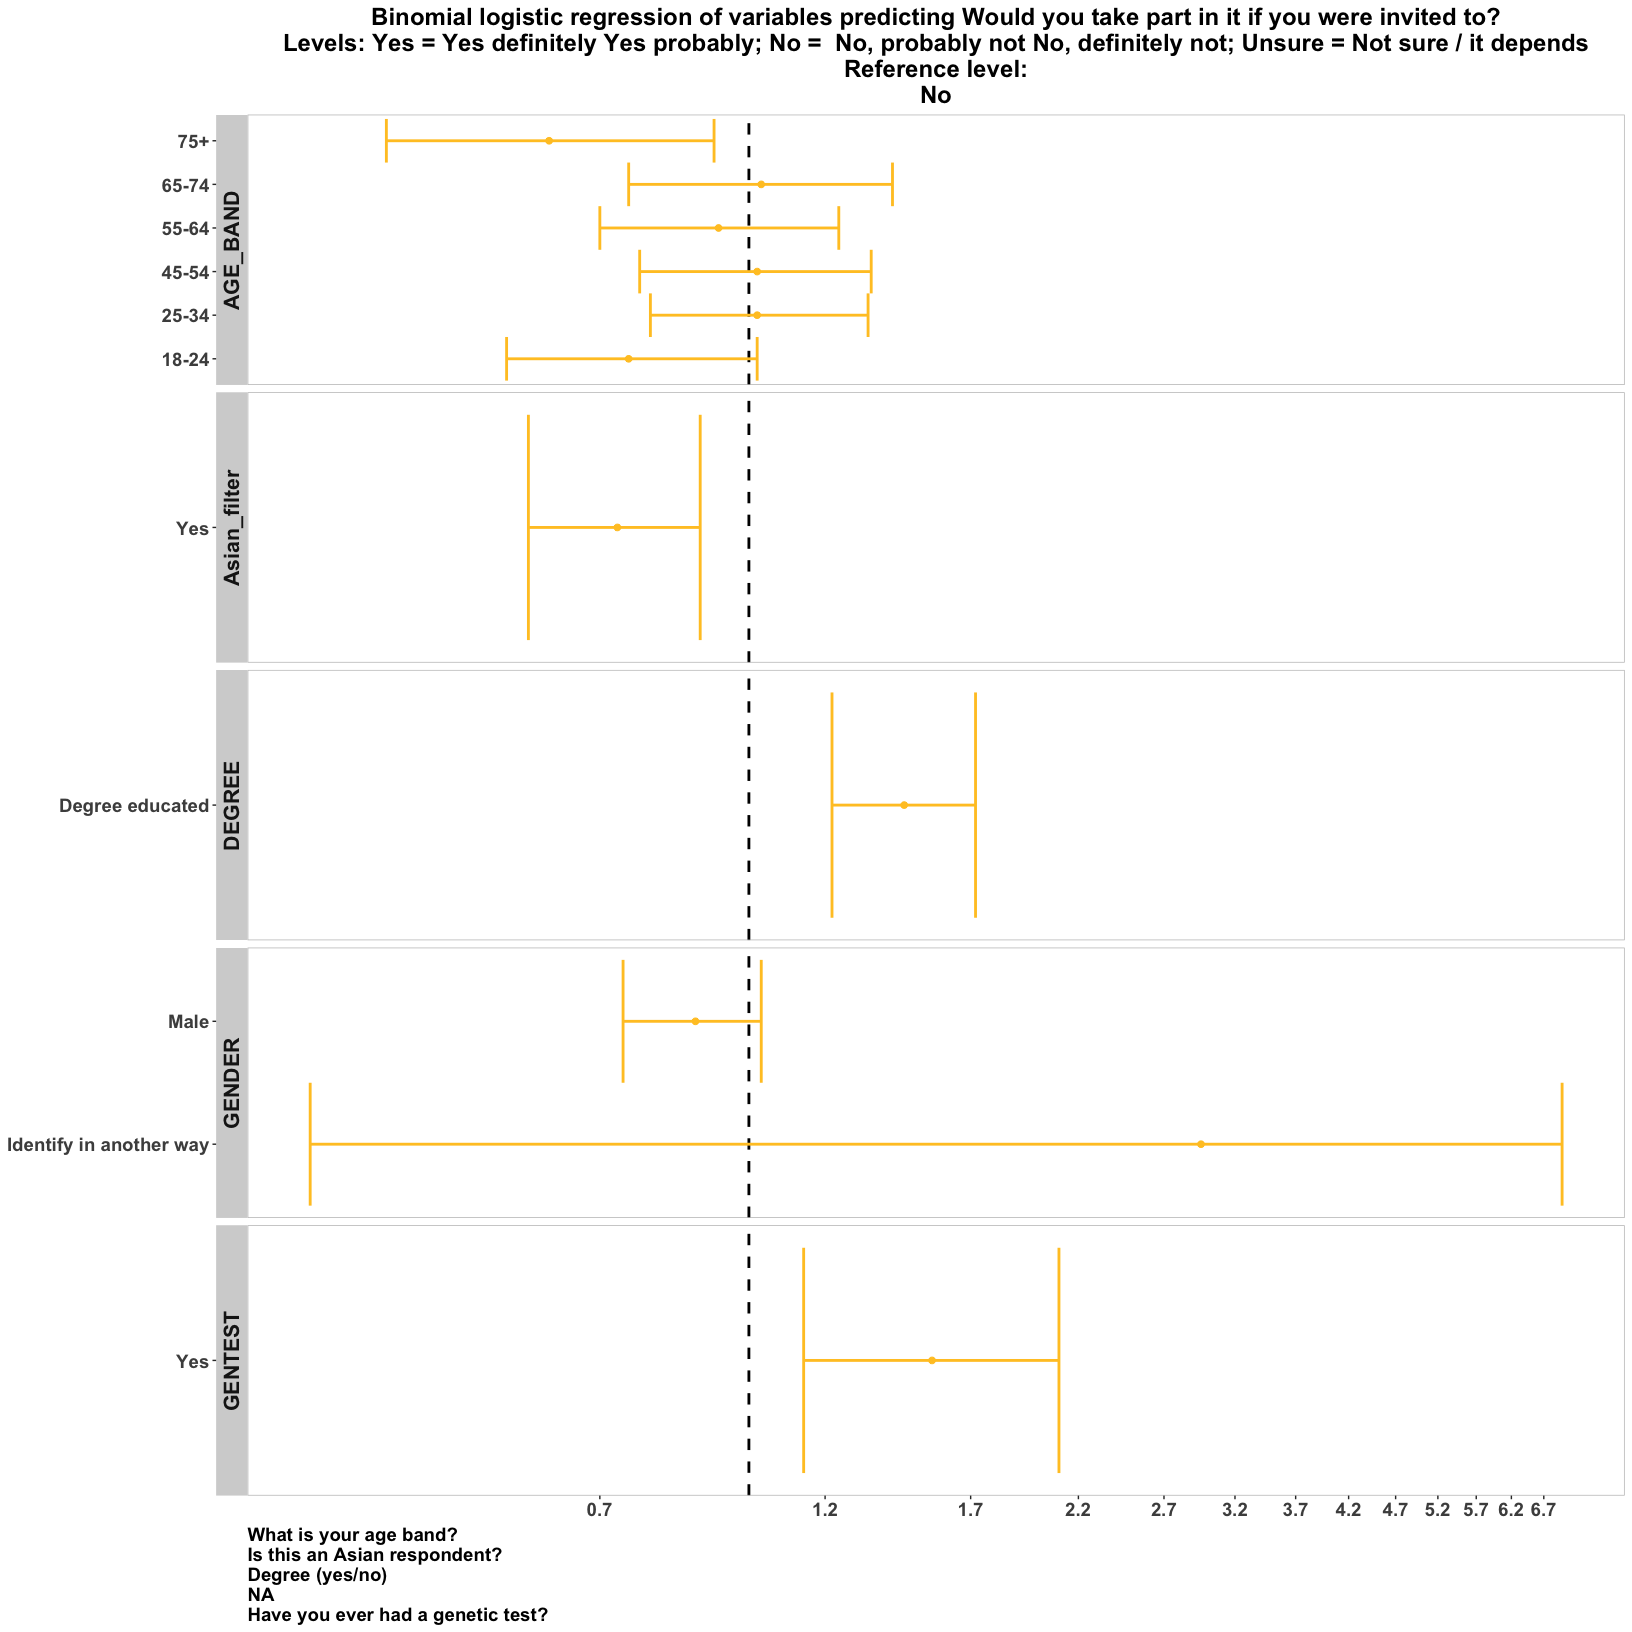 Binomial logistic regression of variables predicting Would you take part in it if you were invited to?
Levels: Yes = Yes definitely Yes probably; No =  No, probably not No, definitely not; Unsure = Not sure / it depends
Reference level:
No
AGE_BAND
75+
65-74
55-64
45-54
25-34
18-24
Asian_filter
Yes
DEGREE
Degree educated
GENDER
Male
Identify in another way
GENTEST
Yes
0.7 1.2 1.7 2.2 2.7 3.2 3.7 4.2 4.7 5.2 5.7 6.2 6.7
What is your age band?
Is this an Asian respondent?
Degree (yes/no)
NA
Have you ever had a genetic test?